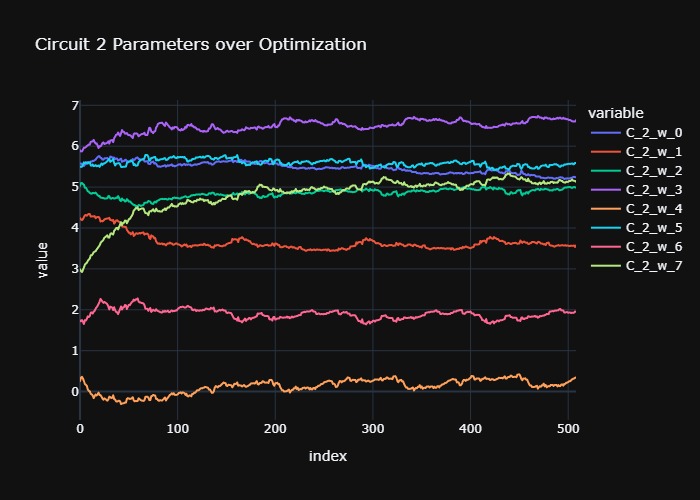 Circuit 2 Parameters over Optimization
variable
C_2_w_0
C_2_w_1
C_2_w_2
C_2_w_3
C_2_w_4
C_2_w_5
C_2_w_6
C_2_w_7
value
7
6
5
4
3
2
1
0
0 100 200 300 400 500
index